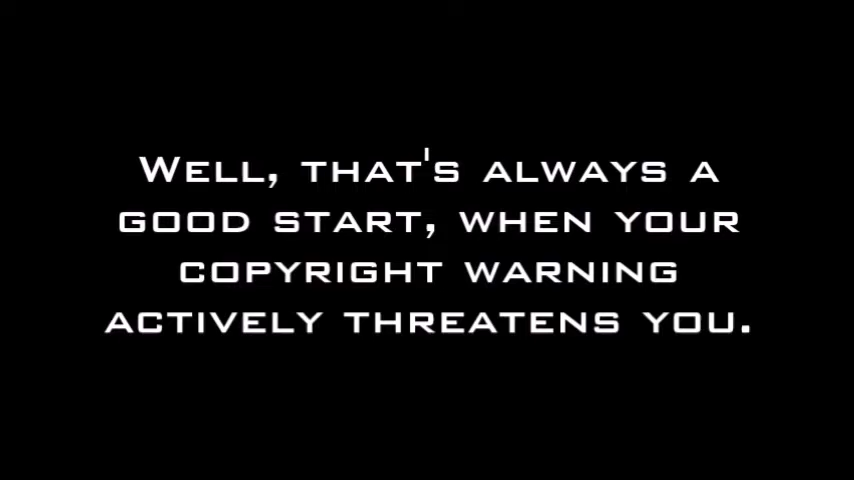 Well, that's always a
good start, when your
copyright warning
actively threatens you.